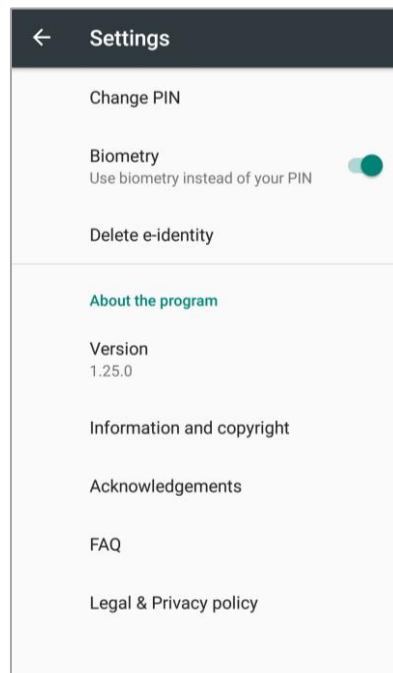 Settings
Change PIN
Biometry
Use biometry instead of your PIN
Delete e-identity
About the program
Version
1.25.0
Information and copyright
Acknowledgements
FAQ
Legal & Privacy policy